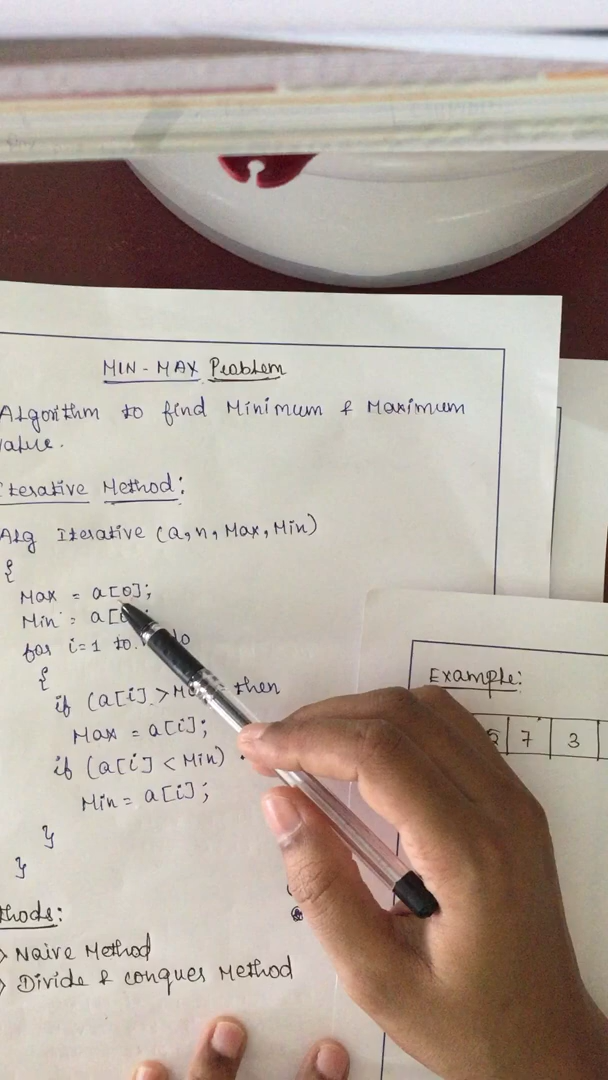 MIN - MAX Problem
Algorithm to find Minimum & Maximum
value.
Iterative Method:
Alg Iterative (a, n, Max, Min)
{
Max = a[0];
Min = a[0
for i=1 to
{
if (a[i] > then
Max = a[i];
if (a[i] < Min)
Min = a[i];
}
}
thods:
> Naive Method
> Divide & conquer Method
Example:
7 3